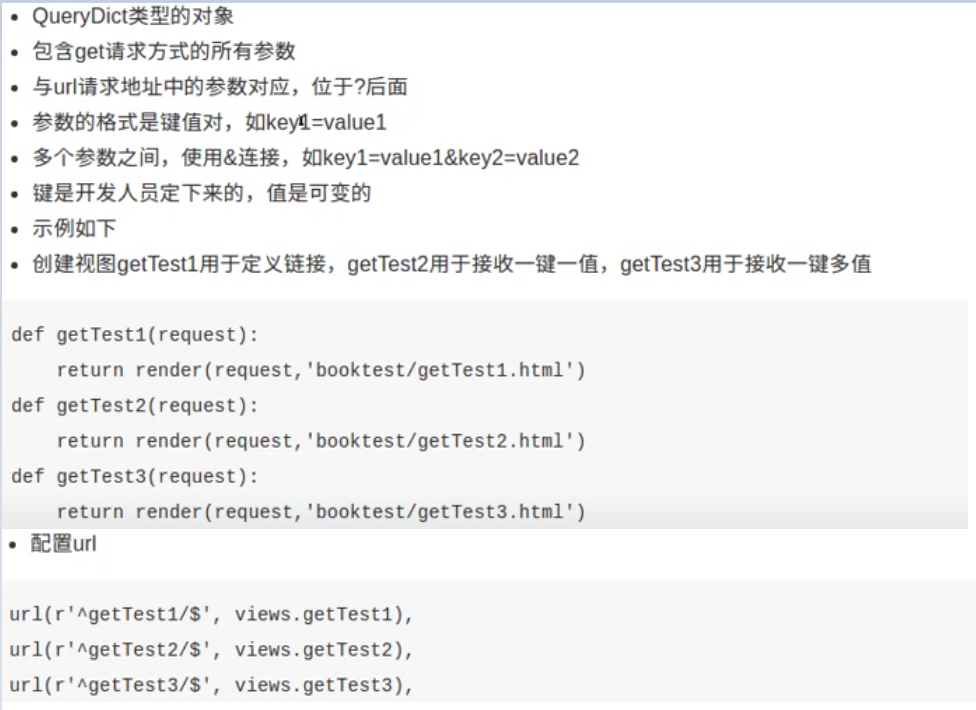 QueryDict类型的对象
包含get请求方式的所有参数
与url请求地址中的参数对应，位于?后面
参数的格式是键值对，如key1=value1
多个参数之间，使用&连接，如key1=value1&key2=value2
键是开发人员定下来的，值是可变的
示例如下
创建视图getTest1用于定义链接，getTest2用于接收一键一值，getTest3用于接收一键多值
def getTest1(request):
    return render(request,'booktest/getTest1.html')
def getTest2(request):
    return render(request,'booktest/getTest2.html')
def getTest3(request):
    return render(request,'booktest/getTest3.html')
配置url
url(r'^getTest1/$', views.getTest1),
url(r'^getTest2/$', views.getTest2),
url(r'^getTest3/$', views.getTest3),